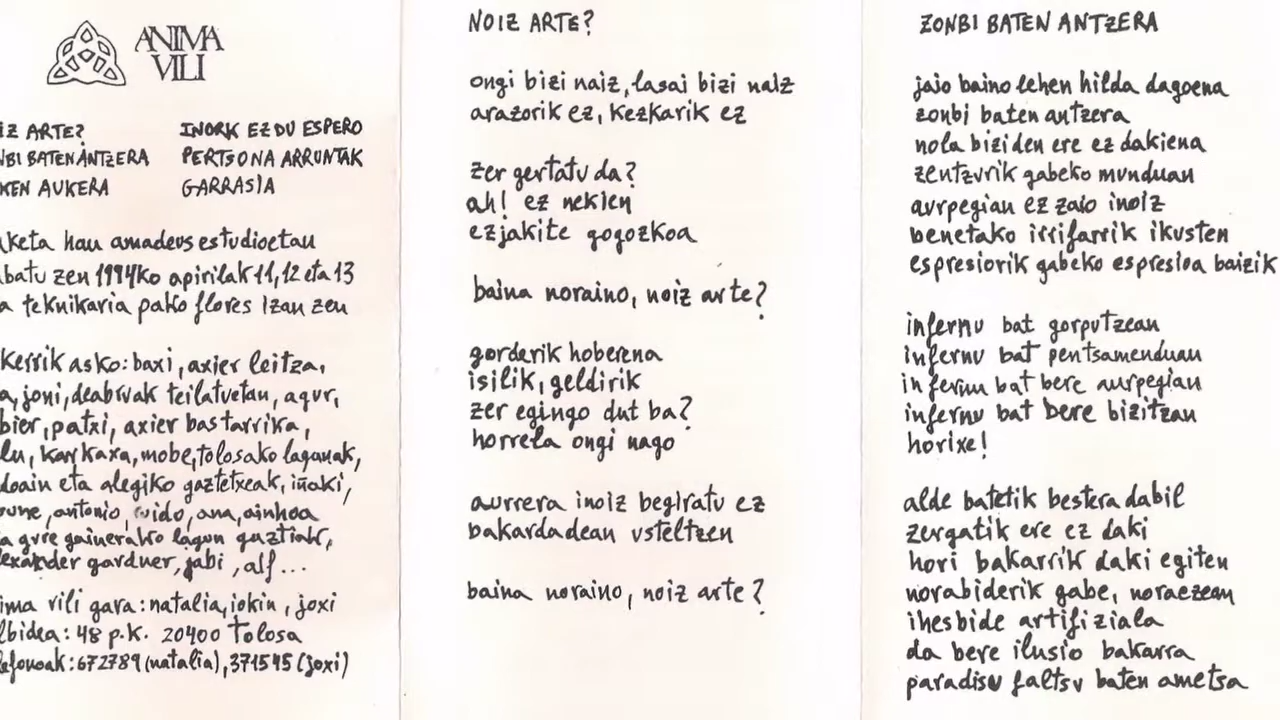 ANIMA
VILI
IZ ARTE?
NBI BATEN ANTZERA
KEN AUKERA
INORK EZ DU ESPERO
PERTSONA ARRUNTAK
GARRASIA
keta hau amadeus estudioetan
batu zen 1994ko apirilak 11,12 eta 13
a teknikaria pako flores izan zen
kerrik asko: baxi, axier leitza,
a, joni, deabruak teilatuetan, agur,
bier, patxi, axier bastarrika,
lu, karkaxa, mobe, tolosako lagunak,
doain eta alegiko gaztetxeak, iñaki,
oune, antonio, guido, ana, ainhoa
a gure gainerako lagun guztiak,
lexander gardner, jabi, alf...
ima vili gara: natalia, iokin, joxi
lbidea: 48 p.k. 20400 tolosa
lefonoak: 672789 (natalia), 371545 (joxi)
NOIZ ARTE?
ongi bizi naiz, lasai bizi naiz
arazorik ez, kezkarik ez
zer gertatu da?
ah! ez nekien
ezjakite gogozkoa
baina noraino, noiz arte?
gorderik hoberena
isilik, geldirik
zer egingo dut ba?
horrela ongi nago
aurrera inoiz begiratu ez
bakardadean usteltzen
baina noraino, noiz arte?
ZONBI BATEN ANTZERA
jaio baino lehen hilda dagoena
zonbi baten antzera
nola bizi den ere ez dakiena
zentzurik gabeko munduan
aurpegian ez zaio inoiz
benetako irrifarrik ikusten
espresiorik gabeko espresioa baizik
infernu bat gorputzean
infernu bat pentsamenduan
infernu bat bere aurpegian
infernu bat bere bizitzan
horixe!
alde batetik bestera dabil
zergatik ere ez daki
hori bakarrik daki egiten
norabiderik gabe, noraezean
ihesbide artifiziala
da bere ilusio bakarra
paradisu faltsu baten ametsa